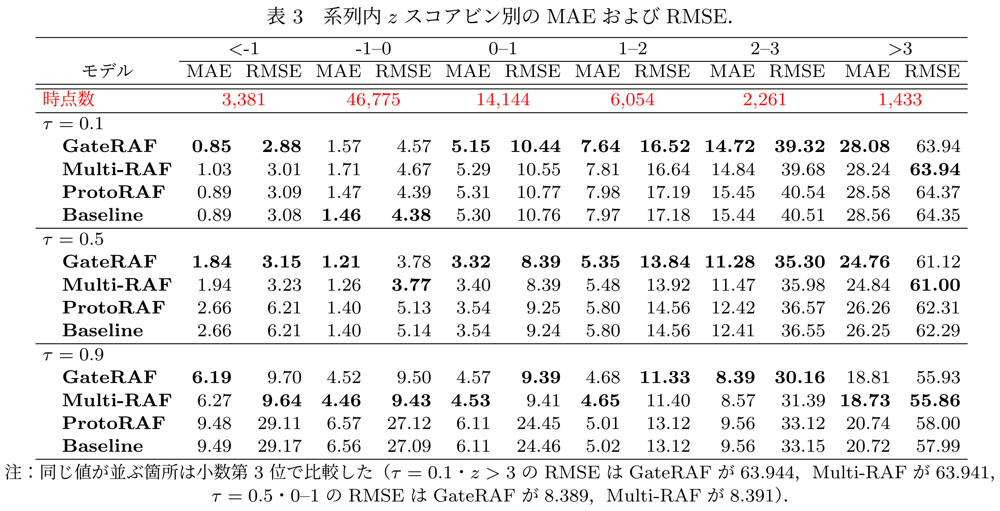 表 3　系列内 z スコアビン別の MAE および RMSE.
<-1 -1–0 0–1 1–2 2–3 >3
モデル MAE RMSE MAE RMSE MAE RMSE MAE RMSE MAE RMSE MAE RMSE
時点数 3,381 46,775 14,144 6,054 2,261 1,433
τ = 0.1
GateRAF 0.85 2.88 1.57 4.57 5.15 10.44 7.64 16.52 14.72 39.32 28.08 63.94
Multi-RAF 1.03 3.01 1.71 4.67 5.29 10.55 7.81 16.64 14.84 39.68 28.24 63.94
ProtoRAF 0.89 3.09 1.47 4.39 5.31 10.77 7.98 17.19 15.45 40.54 28.58 64.37
Baseline 0.89 3.08 1.46 4.38 5.30 10.76 7.97 17.18 15.44 40.51 28.56 64.35
τ = 0.5
GateRAF 1.84 3.15 1.21 3.78 3.32 8.39 5.35 13.84 11.28 35.30 24.76 61.12
Multi-RAF 1.94 3.23 1.26 3.77 3.40 8.39 5.48 13.92 11.47 35.98 24.84 61.00
ProtoRAF 2.66 6.21 1.40 5.13 3.54 9.25 5.80 14.56 12.42 36.57 26.26 62.31
Baseline 2.66 6.21 1.40 5.14 3.54 9.24 5.80 14.56 12.41 36.55 26.25 62.29
τ = 0.9
GateRAF 6.19 9.70 4.52 9.50 4.57 9.39 4.68 11.33 8.39 30.16 18.81 55.93
Multi-RAF 6.27 9.64 4.46 9.43 4.53 9.41 4.65 11.40 8.57 31.39 18.73 55.86
ProtoRAF 9.48 29.11 6.57 27.12 6.11 24.45 5.01 13.12 9.56 33.12 20.74 58.00
Baseline 9.49 29.17 6.56 27.09 6.11 24.46 5.02 13.12 9.56 33.15 20.72 57.99
注：同じ値が並ぶ箇所は小数第 3 位で比較した（τ = 0.1・z > 3 の RMSE は GateRAF が 63.944, Multi-RAF が 63.941,
τ = 0.5・0–1 の RMSE は GateRAF が 8.389, Multi-RAF が 8.391）.